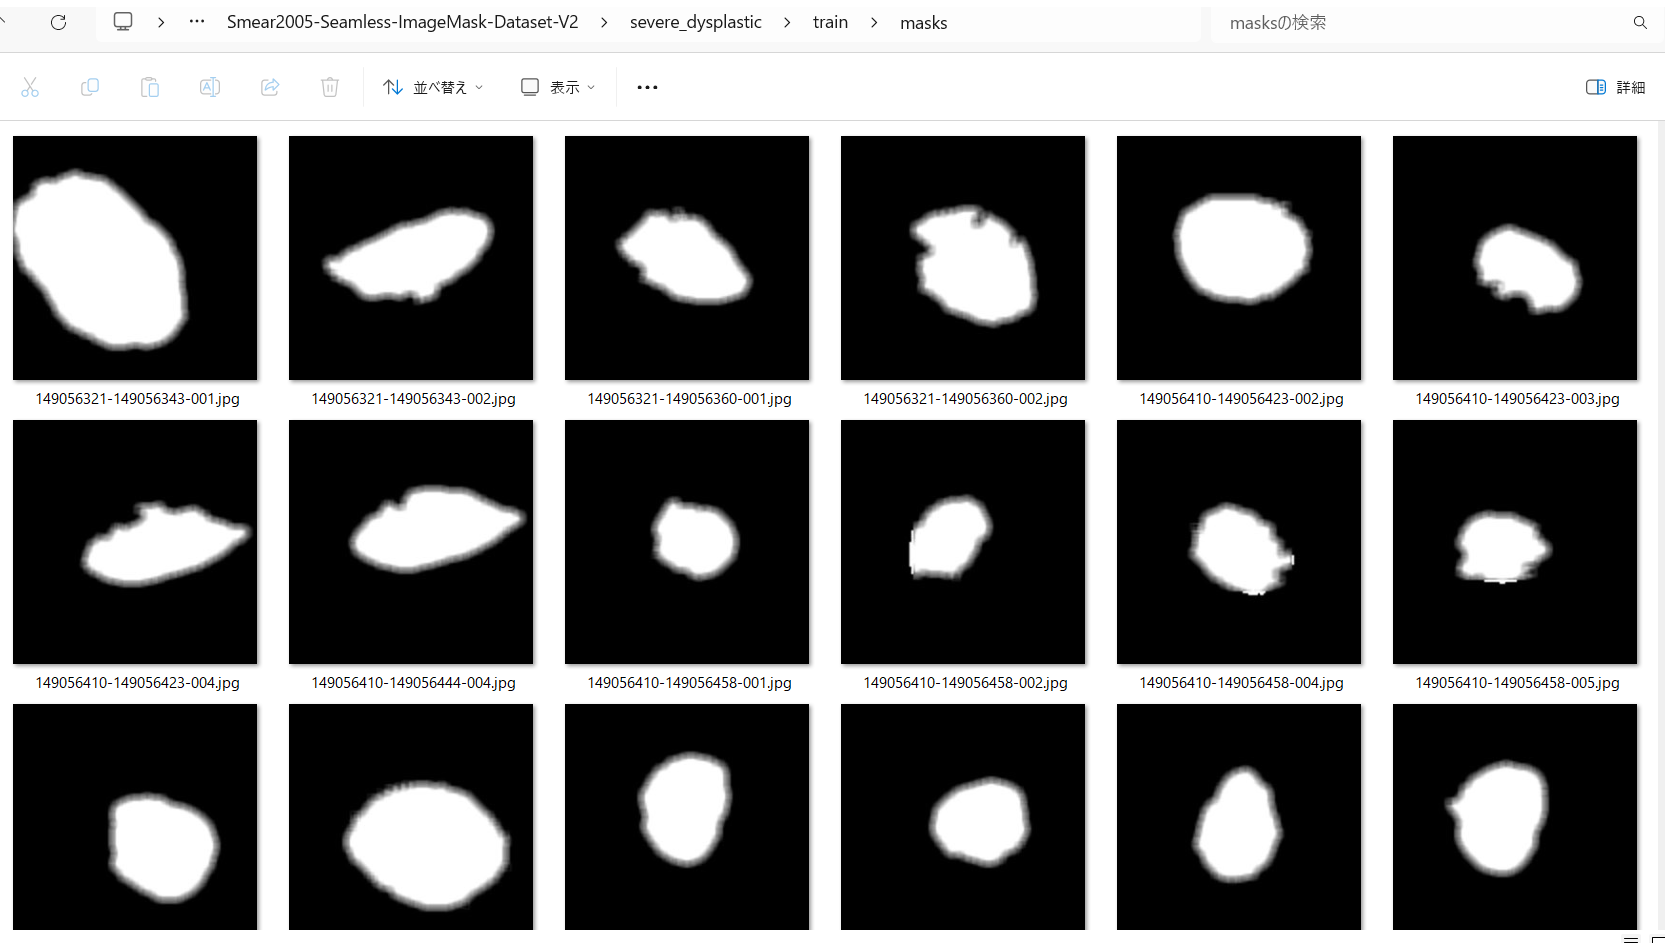 Smear2005-Seamless-ImageMask-Dataset-V2 > severe_dysplastic > train > masks
masksの検索
並べ替え
表示
詳細
149056321-149056343-001.jpg
149056321-149056343-002.jpg
149056321-149056360-001.jpg
149056321-149056360-002.jpg
149056410-149056423-002.jpg
149056410-149056423-003.jpg
149056410-149056423-004.jpg
149056410-149056444-004.jpg
149056410-149056458-001.jpg
149056410-149056458-002.jpg
149056410-149056458-004.jpg
149056410-149056458-005.jpg